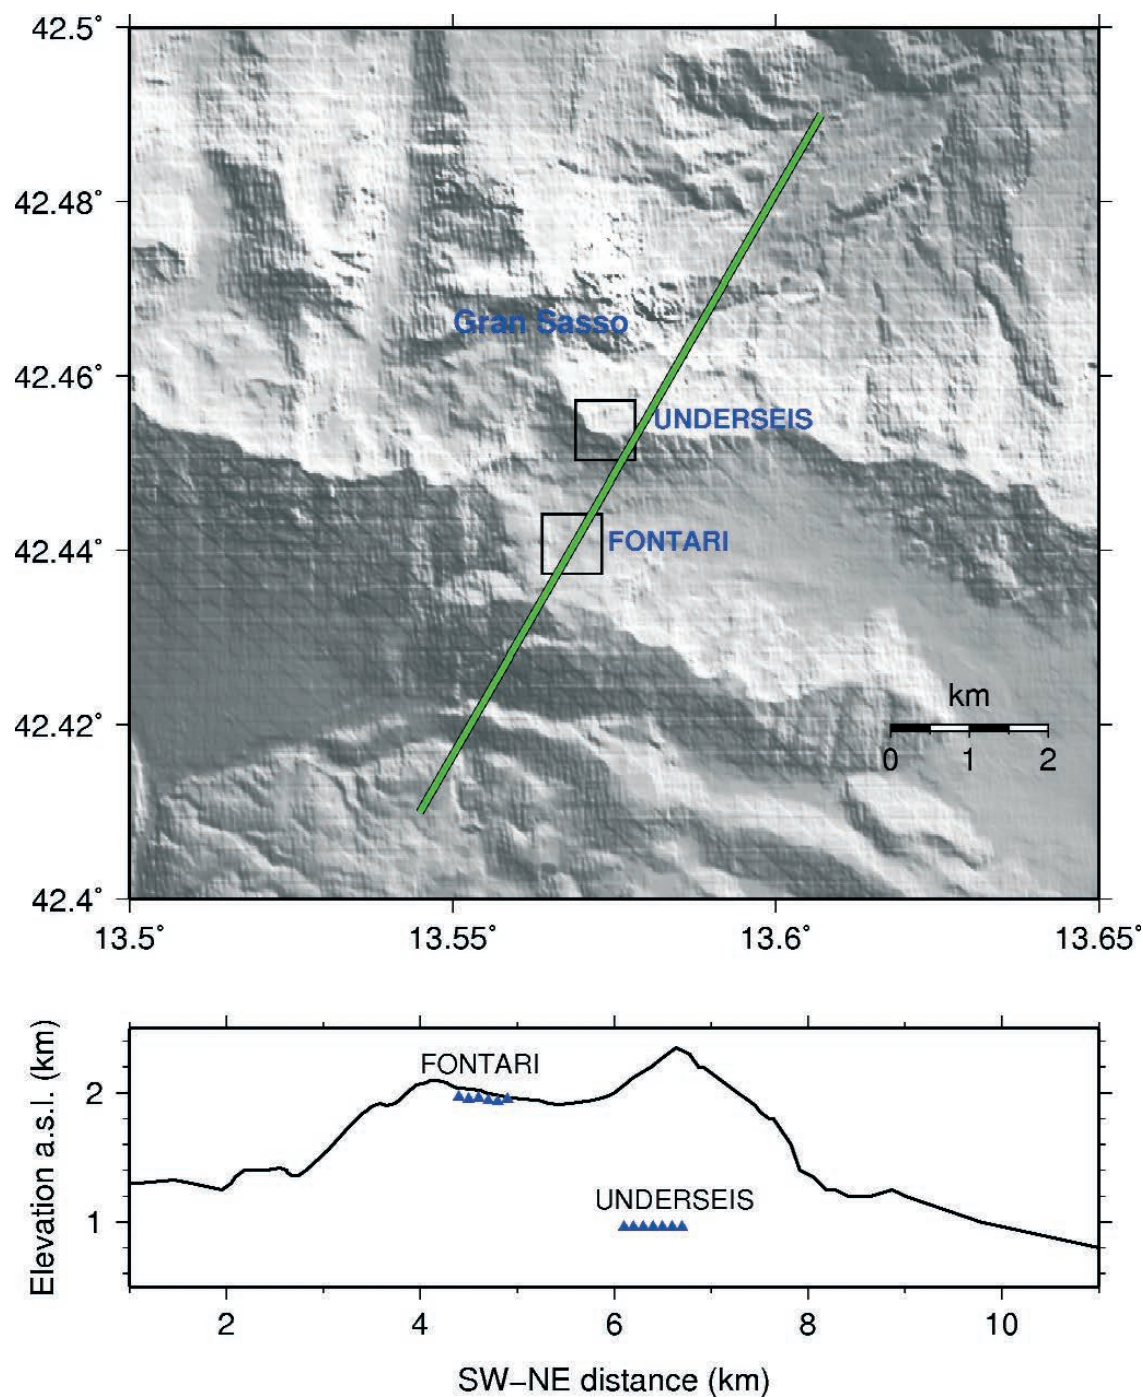 42.5°
42.48°
Gran Sasso
42.46°
UNDERSEIS
42.44°
FONTARI
km
42.42°
0 1 2
42.4°
13.5° 13.55° 13.6° 13.65°
Elevation a.s.l. (km)
FONTARI
2
UNDERSEIS
1
2 4 6 8 10
SW–NE distance (km)